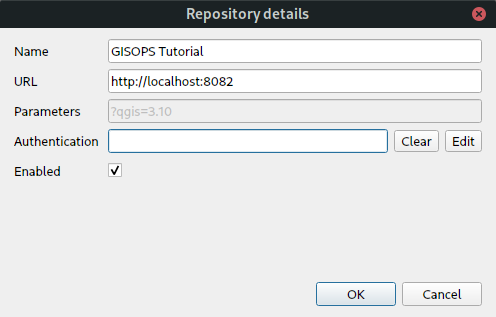 Repository details
Name GISOPS Tutorial
URL http://localhost:8082
Parameters ?qgis=3.10
Authentication Clear Edit
Enabled
OK Cancel